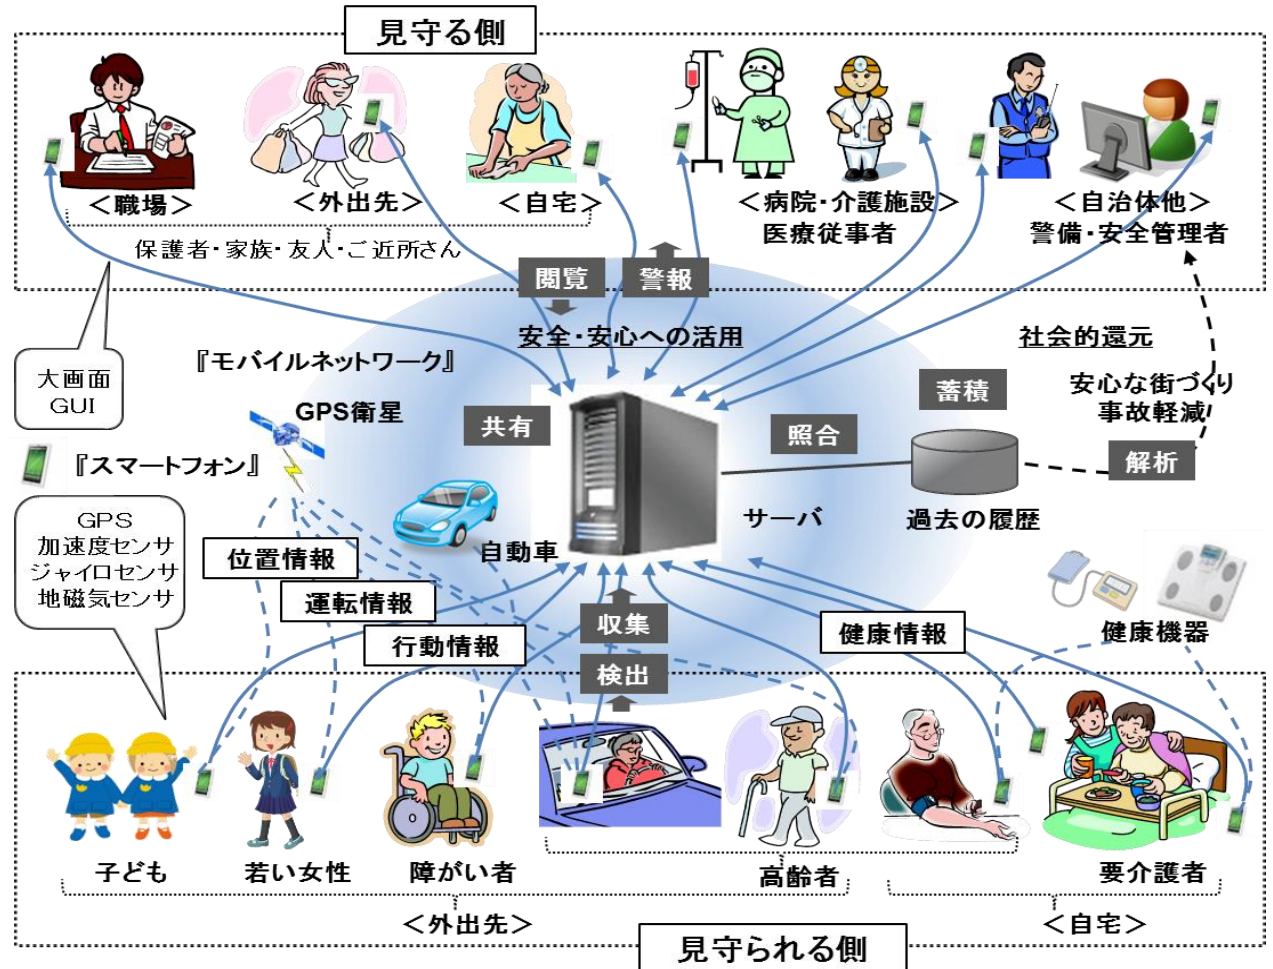 見守る側
＜職場＞
＜外出先＞
＜自宅＞
＜病院・介護施設＞
医療従事者
＜自治体他＞
警備・安全管理者
保護者・家族・友人・ご近所さん
閲覧
警報
安全・安心への活用
社会的還元
大画面
GUI
『モバイルネットワーク』
GPS衛星
共有
照合
蓄積
安心な街づくり
事故軽減
解析
『スマートフォン』
サーバ
過去の履歴
GPS
加速度センサ
ジャイロセンサ
地磁気センサ
位置情報
自動車
運転情報
行動情報
収集
検出
健康情報
健康機器
子ども
若い女性
障がい者
高齢者
要介護者
＜外出先＞
＜自宅＞
見守られる側